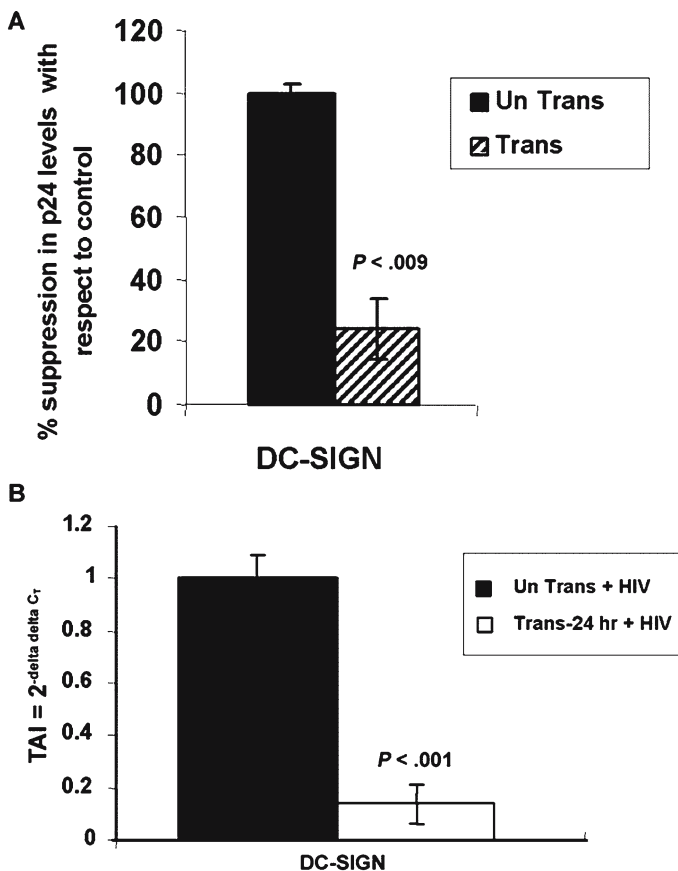 A
% suppression in p24 levels with
respect to control
120
100
80
60
40
20
0
Un Trans
Trans
P < .009
DC-SIGN
B
TAI = 2-delta delta CT
1.2
1
0.8
0.6
0.4
0.2
0
Un Trans + HIV
Trans-24 hr + HIV
P < .001
DC-SIGN